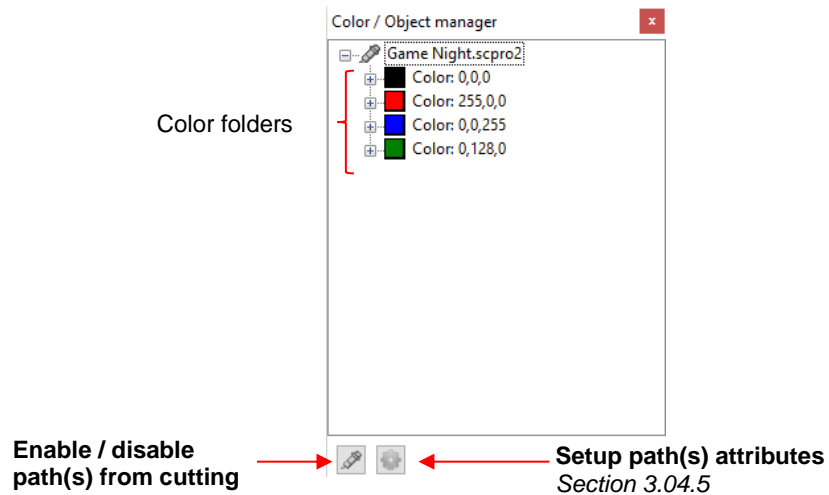 Color / Object manager
x
Game Night.scpro2
Color: 0,0,0
Color: 255,0,0
Color folders
Color: 0,0,255
Color: 0,128,0
Enable / disable
path(s) from cutting
Setup path(s) attributes
Section 3.04.5